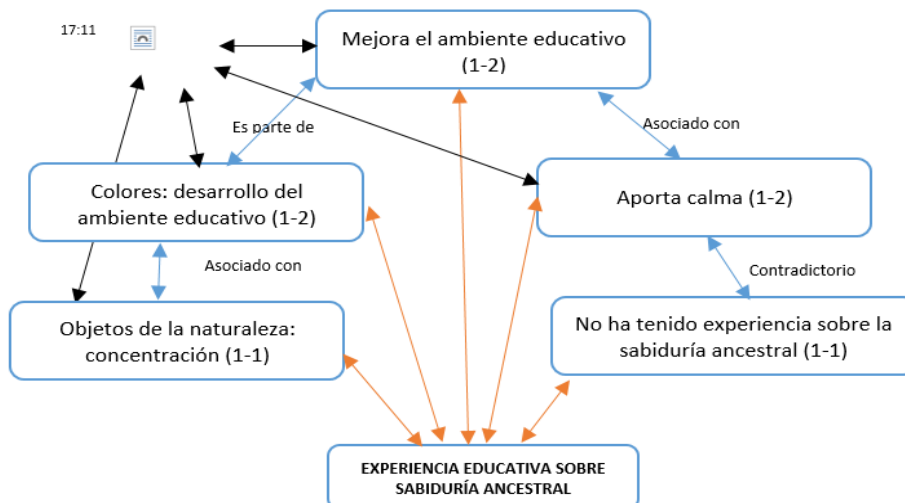 17:11
Mejora el ambiente educativo
(1-2)
Es parte de
Asociado con
Colores: desarrollo del
ambiente educativo (1-2)
Aporta calma (1-2)
Asociado con
Contradictorio
Objetos de la naturaleza:
concentración (1-1)
No ha tenido experiencia sobre la
sabiduría ancestral (1-1)
EXPERIENCIA EDUCATIVA SOBRE
SABIDURÍA ANCESTRAL